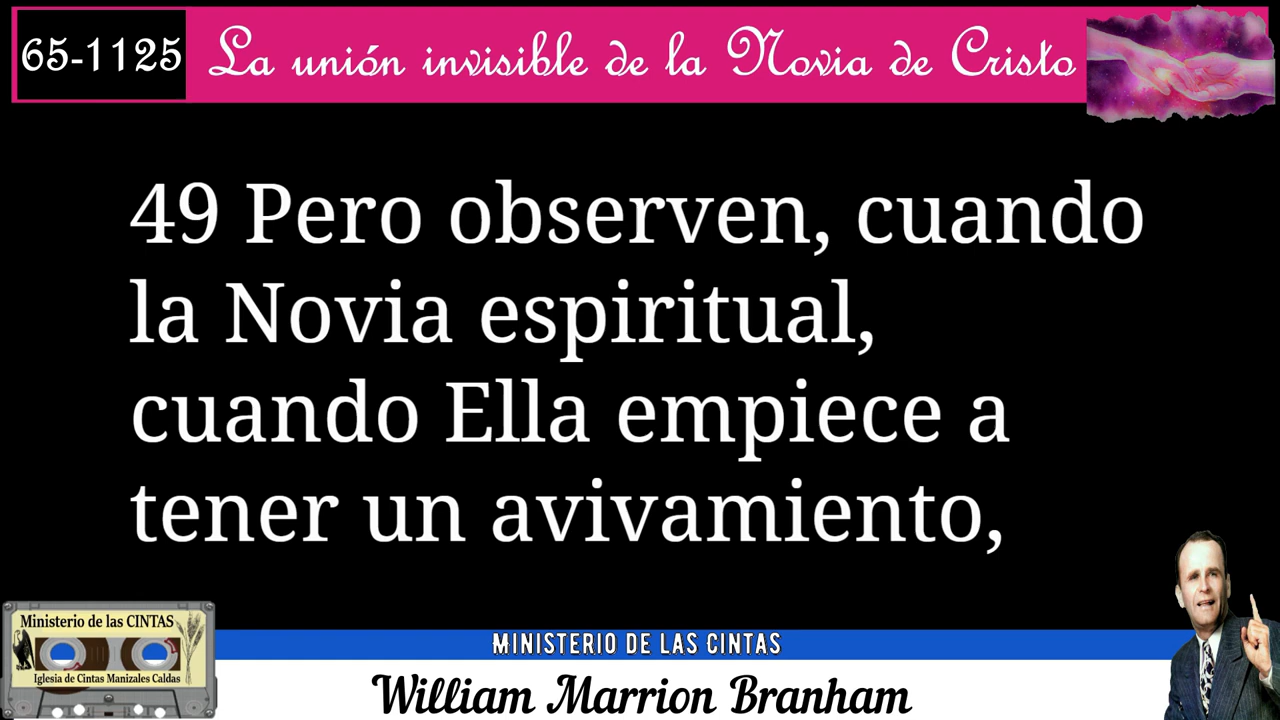 65-1125 La unión invisible de la Novia de Cristo
49 Pero observen, cuando
la Novia espiritual,
cuando Ella empiece a
tener un avivamiento,
Ministerio de las CINTAS
Iglesia de Cintas Manizales Caldas
MINISTERIO DE LAS CINTAS
William Marrion Branham